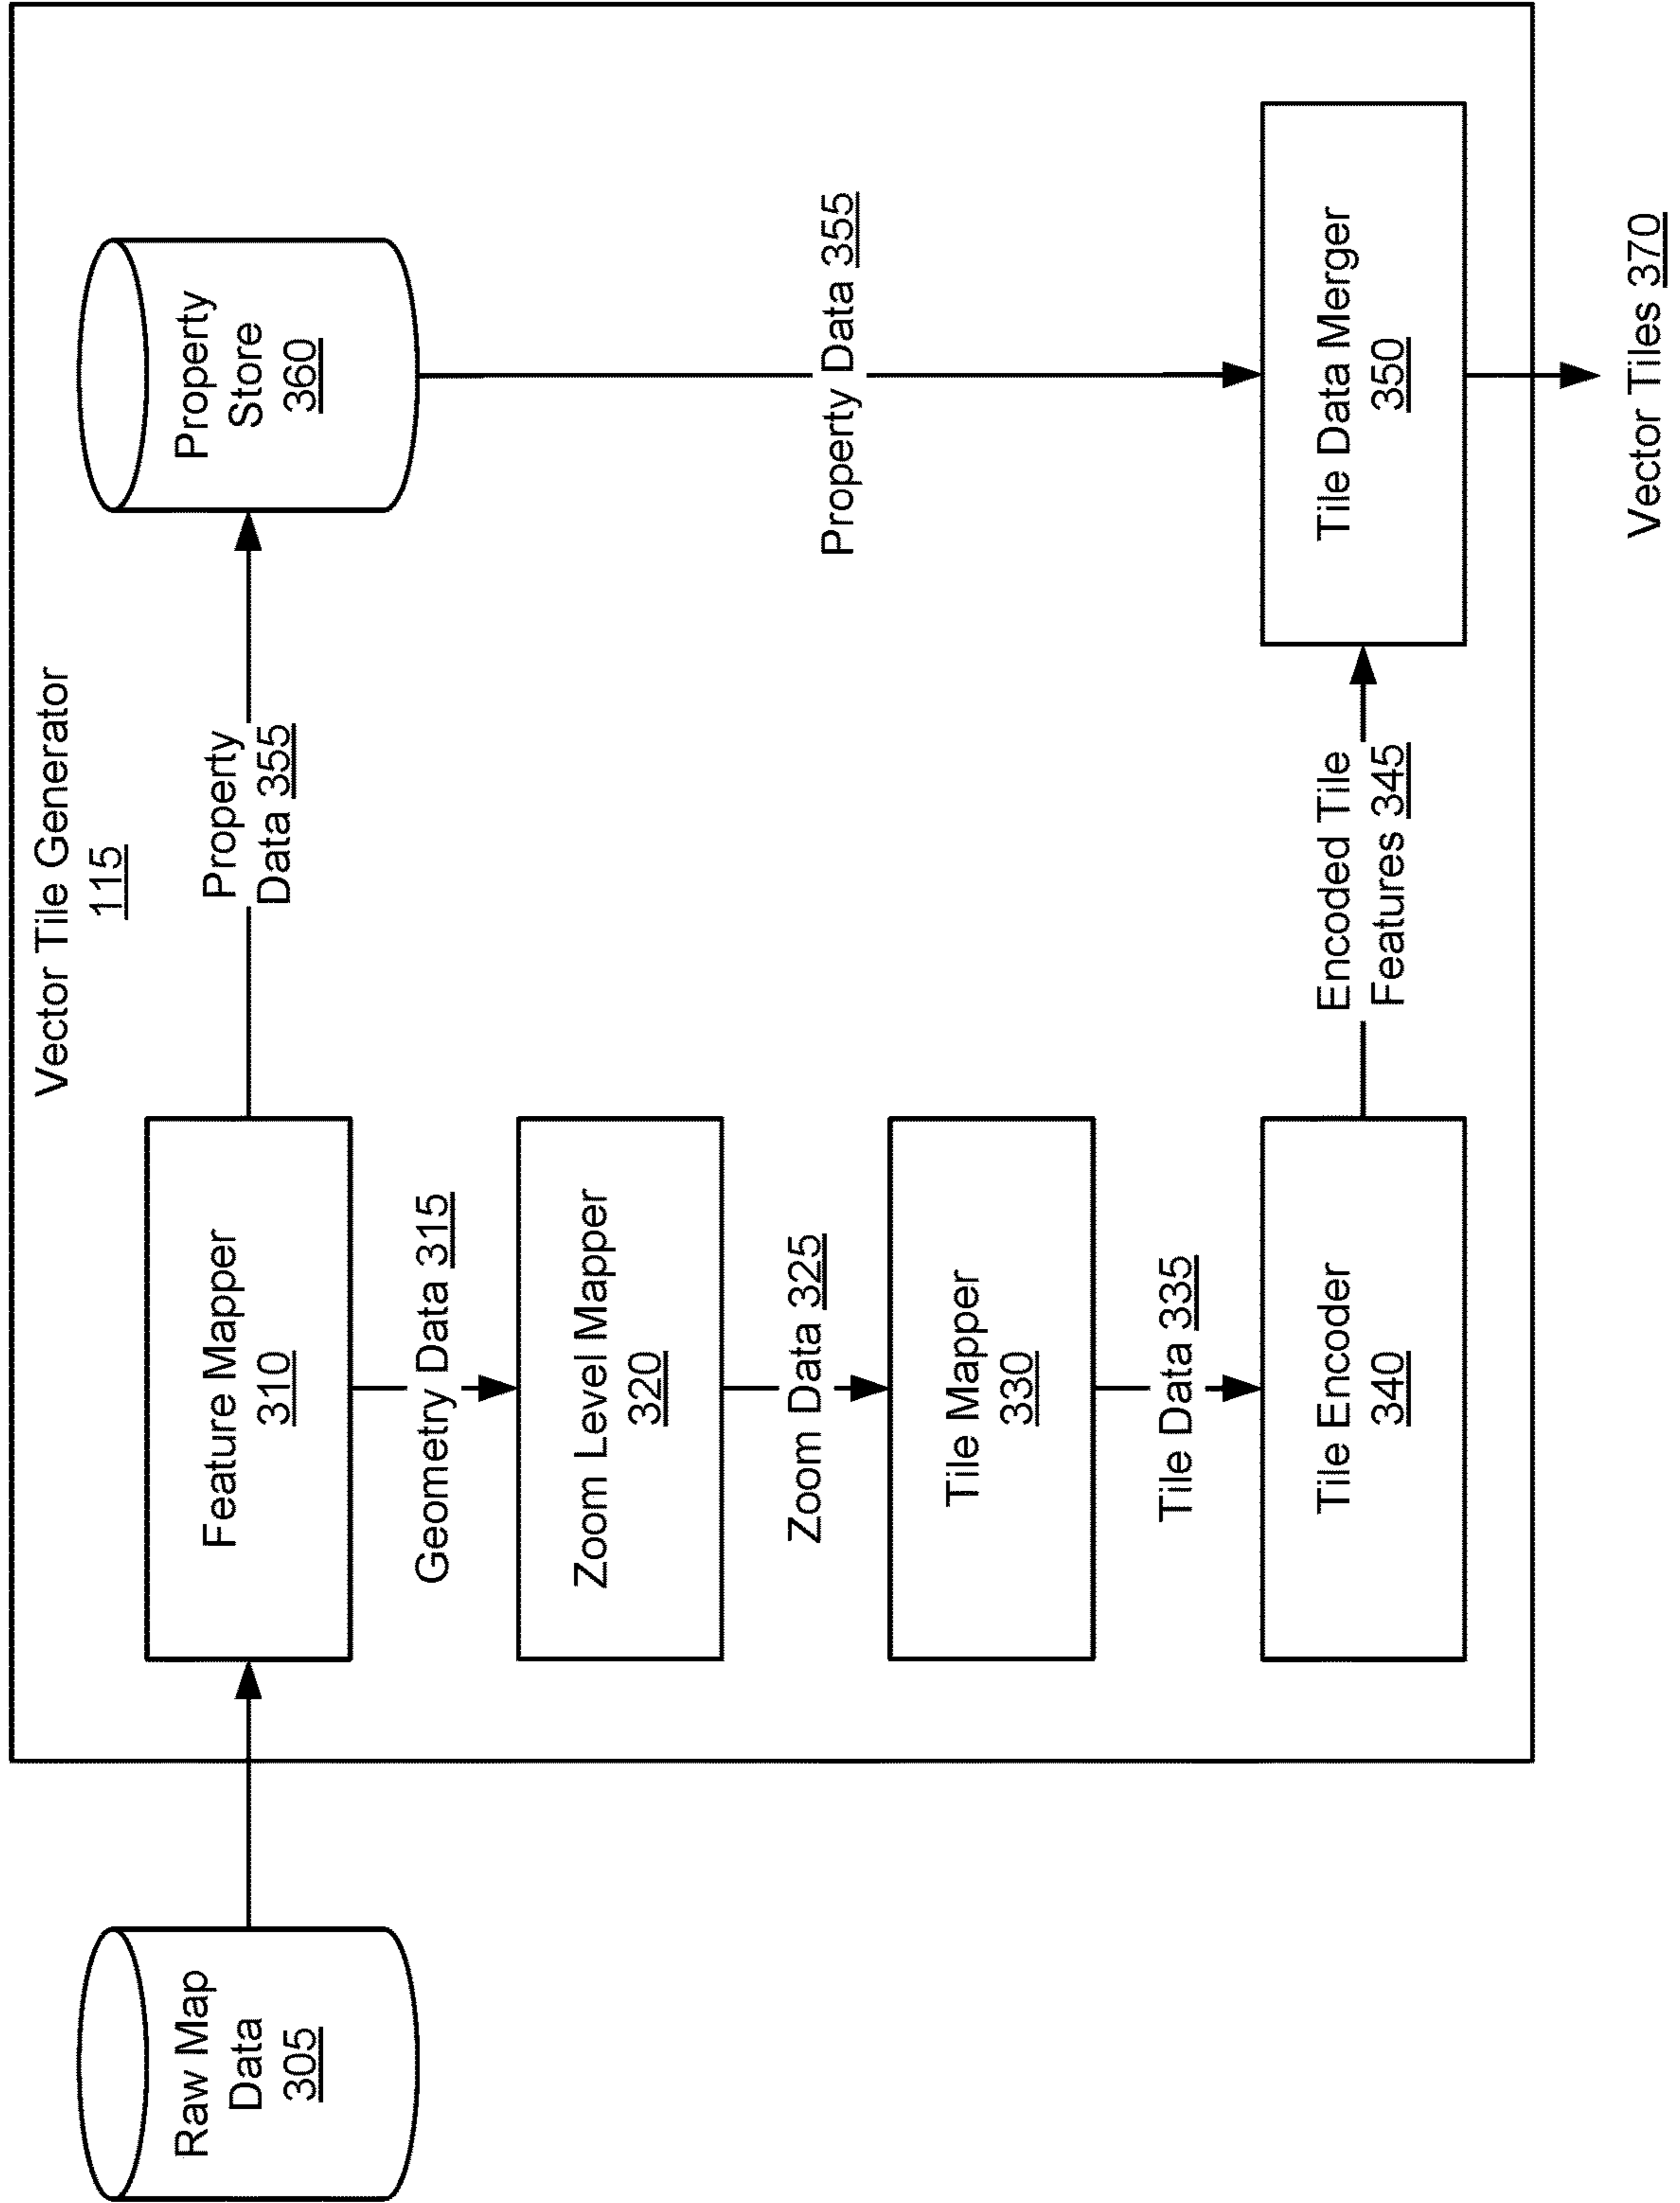 Vector Tile Generator
115
Raw Map
Data
305
Feature Mapper
310
Property
Data 355
Property
Store
360
Geometry Data 315
Zoom Level Mapper
320
Zoom Data 325
Property Data 355
Tile Mapper
330
Tile Data 335
Tile Encoder
340
Encoded Tile
Features 345
Tile Data Merger
350
Vector Tiles 370